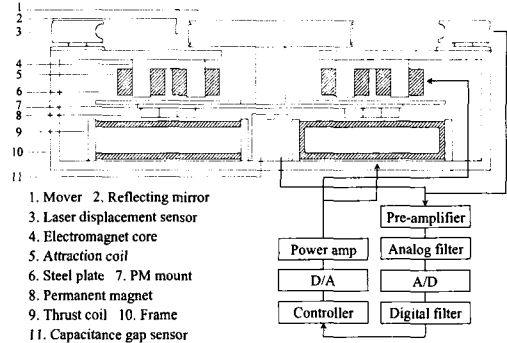 1
2
3
4
5
6
7
8
9
10
11
1. Mover 2. Reflecting mirror
3. Laser displacement sensor
4. Electromagnet core
5. Attraction coil
6. Steel plate 7. PM mount
8. Permanent magnet
9. Thrust coil 10. Frame
11. Capacitance gap sensor
Power amp
D/A
Controller
Pre-amplifier
Analog filter
A/D
Digital filter